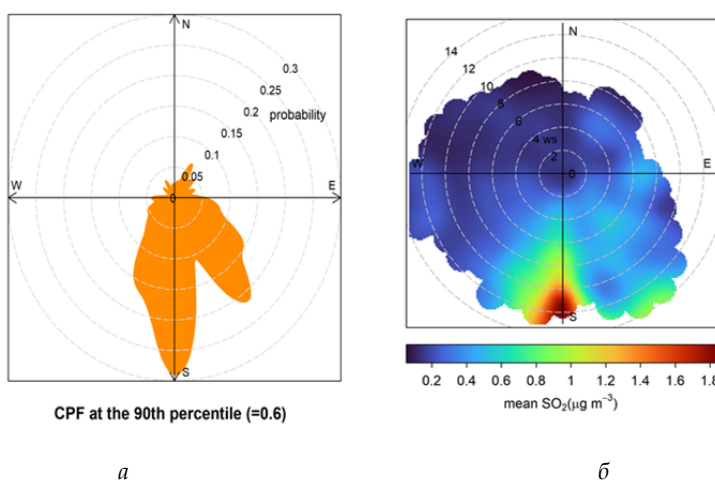 N
0.3
0.25
0.2
probability
0.15
0.1
0.05
W
0
E
S
CPF at the 90th percentile (=0.6)
N
14
12
10
8
6
4 ws
2
W
0
E
S
0.2 0.4 0.6 0.8 1 1.2 1.4 1.6 1.8
mean SO₂(µg m⁻³)
а
б